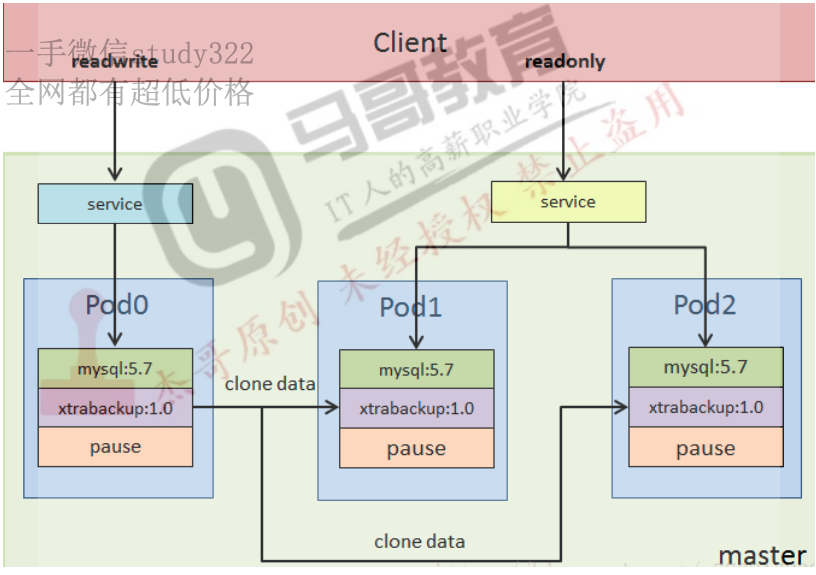 Client
一手微信study322
readwrite
readonly
全网都有超低价格
马哥教育
IT人的高薪职业学院
service
service
杰哥原创 未经授权 禁止盗用
Pod0
Pod1
Pod2
mysql:5.7
xtrabackup:1.0
pause
clone data
mysql:5.7
xtrabackup:1.0
pause
mysql:5.7
xtrabackup:1.0
pause
clone data
master